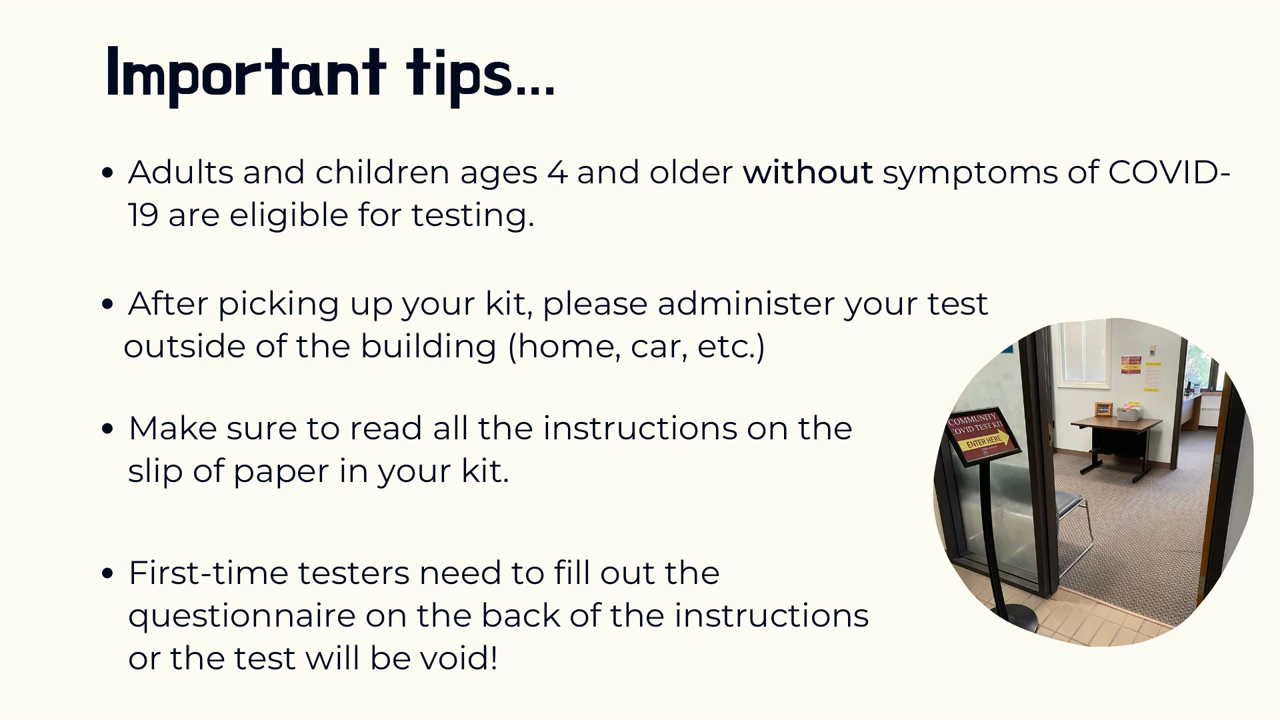 Important tips...
• Adults and children ages 4 and older without symptoms of COVID-
19 are eligible for testing.
• After picking up your kit, please administer your test
outside of the building (home, car, etc.)
• Make sure to read all the instructions on the
slip of paper in your kit.
• First-time testers need to fill out the
questionnaire on the back of the instructions
or the test will be void!
COMMUNITY
COVID TEST KIT
ENTER HERE